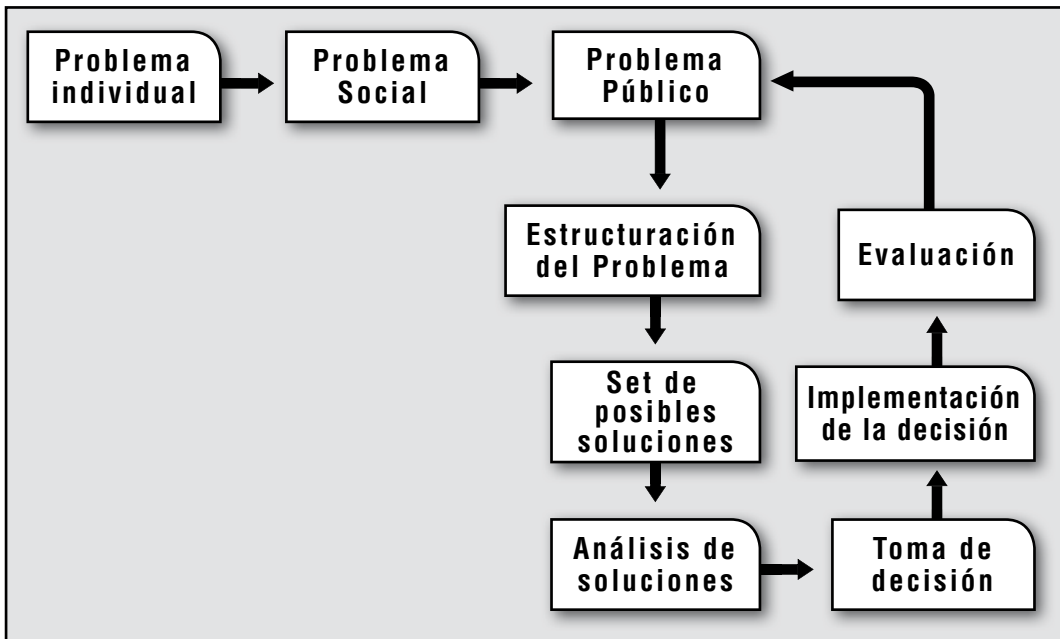 Problema
individual
Problema
Social
Problema
Público
Estructuración
del Problema
Evaluación
Set de
posibles
soluciones
Implementación
de la decisión
Análisis de
soluciones
Toma de
decisión